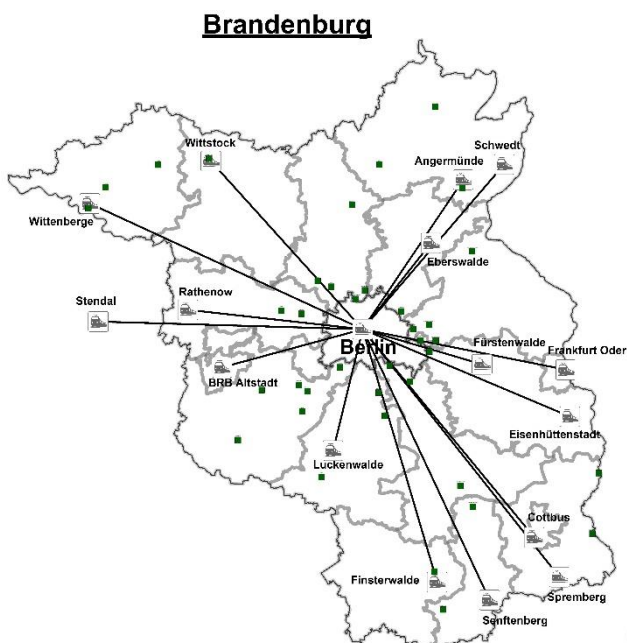 Brandenburg
Wittstock
Schwedt
Angermünde
Wittenberge
Eberswalde
Stendal
Rathenow
Berlin
Fürstenwalde
Frankfurt Oder
BRB Altstadt
Eisenhüttenstadt
Luckenwalde
Cottbus
Finsterwalde
Spremberg
Senftenberg